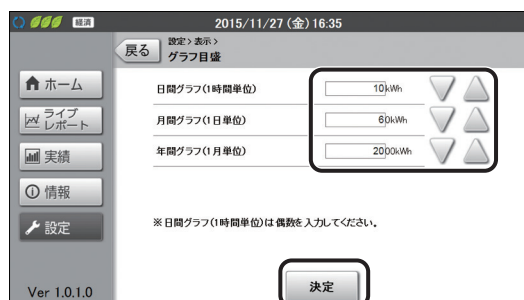 経済 2015/11/27(金)16:35
戻る 設定>表示>
グラフ目盛
ホーム
ライブ
レポート
実績
情報
設定
Ver 1.0.1.0
日間グラフ(1時間単位) 10kWh
月間グラフ(1日単位) 60kWh
年間グラフ(1月単位) 2000kWh
※日間グラフ(1時間単位)は偶数を入力してください。
決定